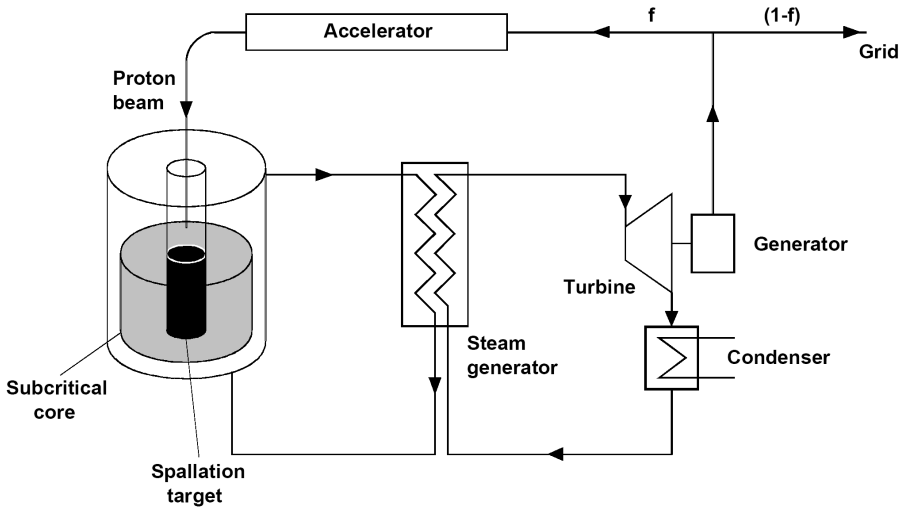 f
(1-f)
Accelerator
Grid
Proton
beam
Generator
Turbine
Steam
generator
Condenser
Subcritical
core
Spallation
target